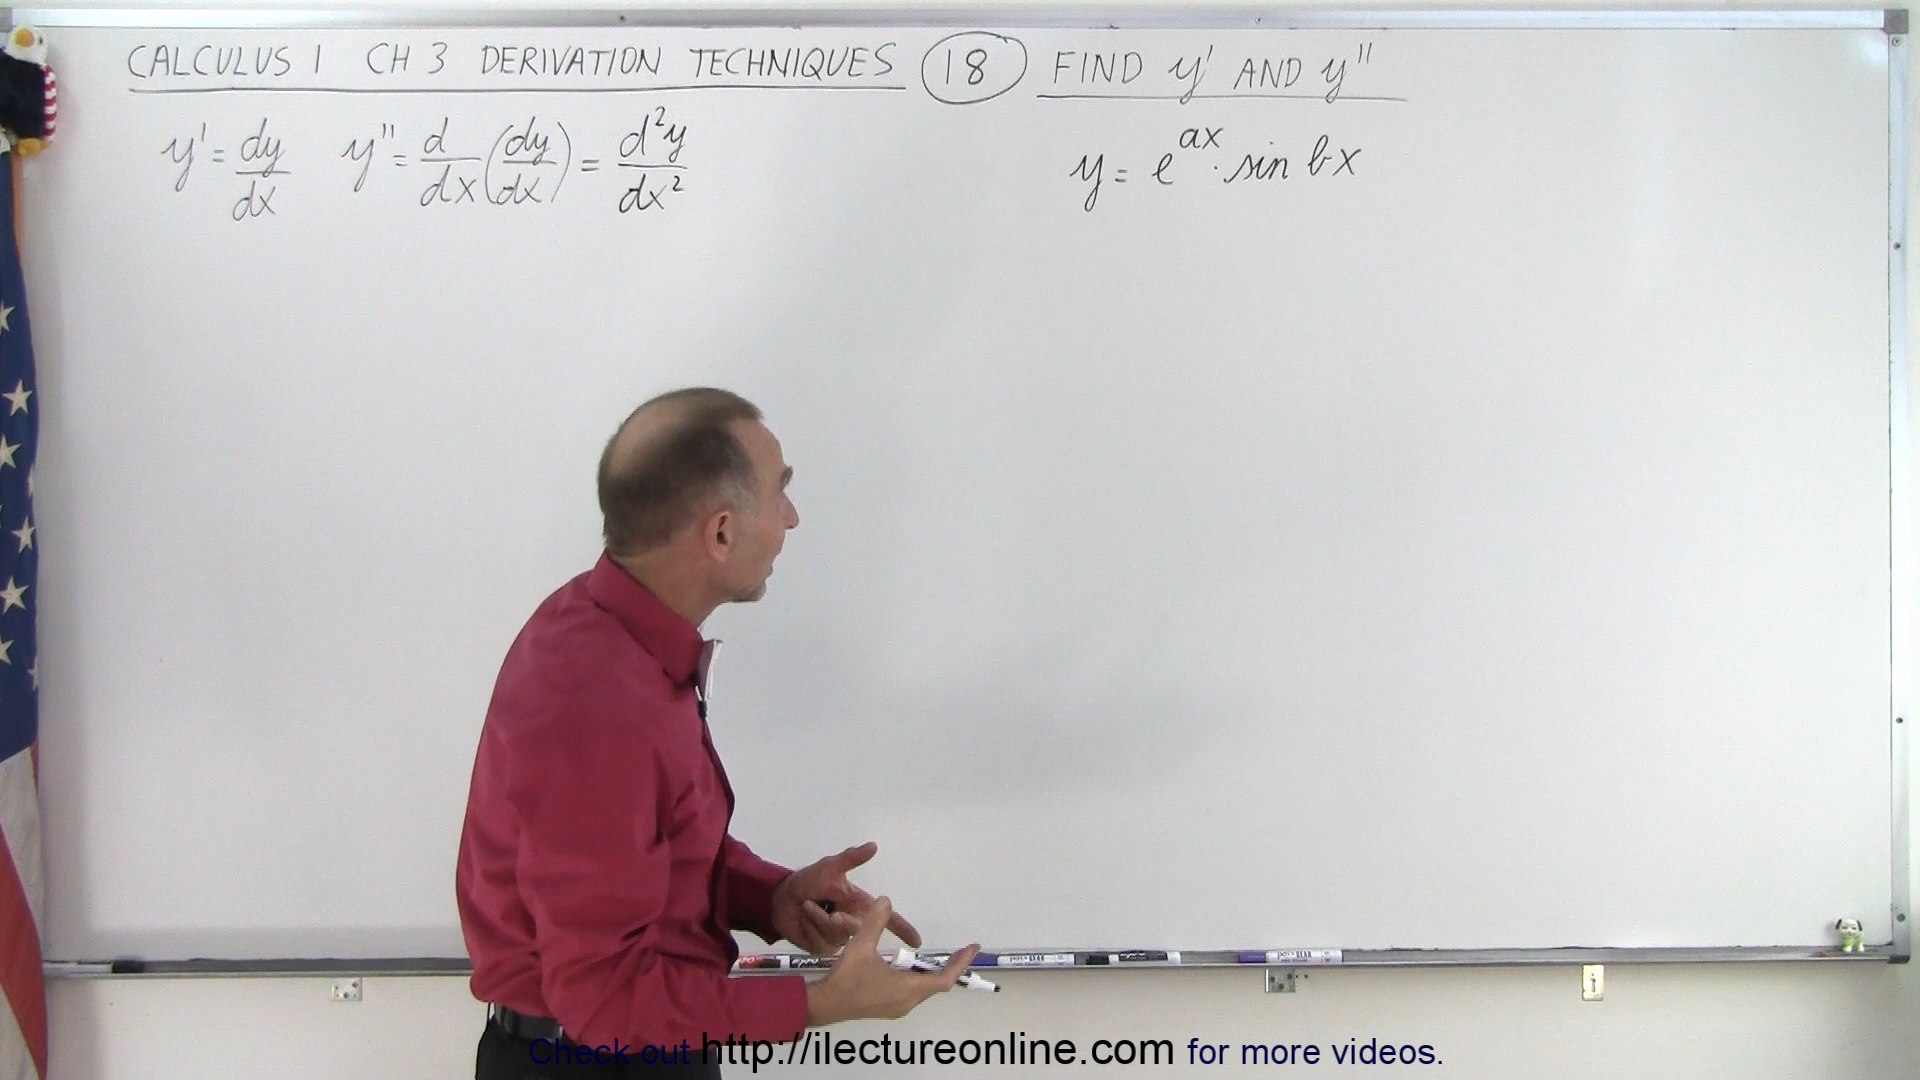 CALCULUS 1 CH 3 DERIVATION TECHNIQUES 18 FIND y' AND y''
y' = dy/dx y'' = d/dx (dy/dx) = d²y/dx²
y = e^ax · sin bx
Check out http://ilectureonline.com for more videos.